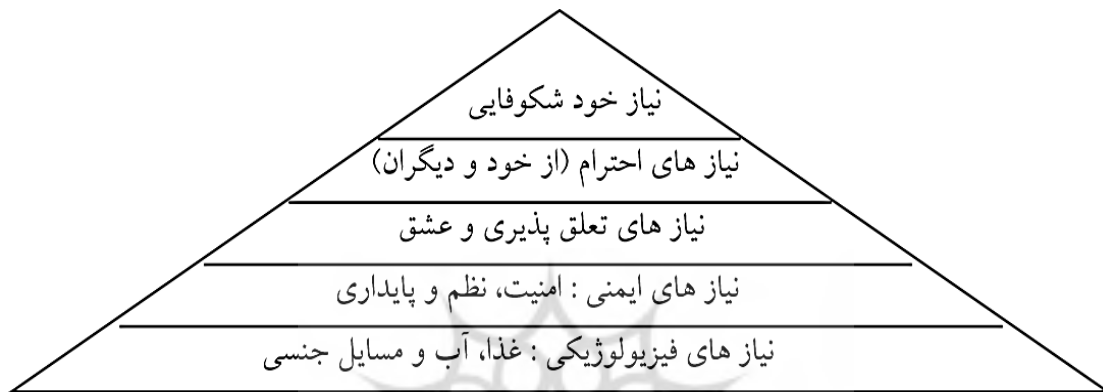 نیاز خود شکوفایی
نیاز های احترام (از خود و دیگران)
نیاز های تعلق پذیری و عشق
نیاز های ایمنی : امنیت، نظم و پایداری
نیاز های فیزیولوژیکی : غذا، آب و مسایل جنسی